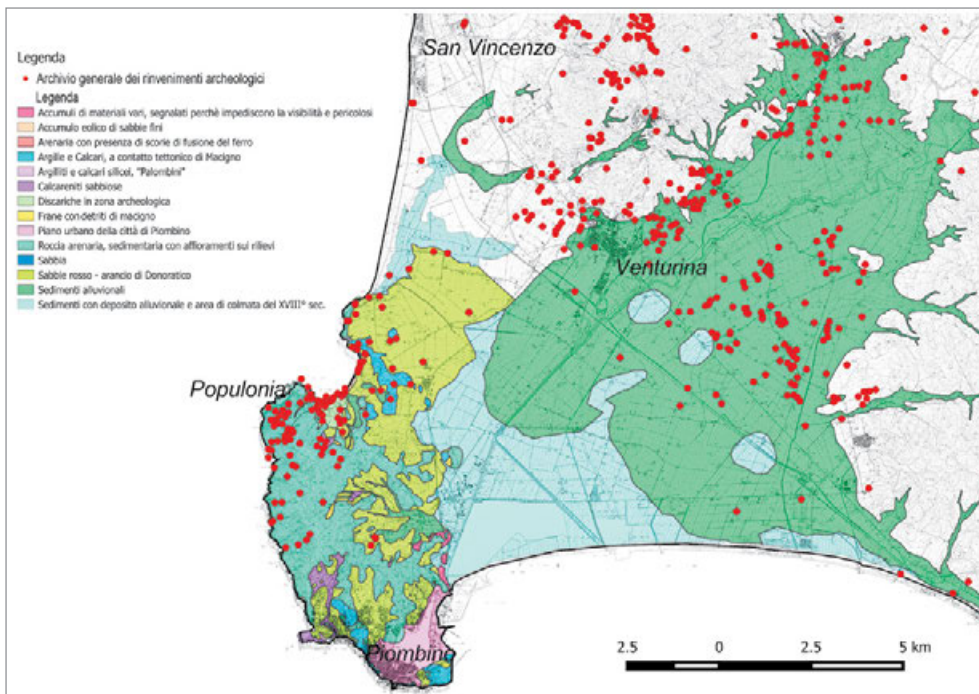 San Vincenzo
Legenda
Archivio generale dei rinvenimenti archeologici
Legenda
Accumuli di materiali vari, segnalati perchè impediscono la visibilità e pericolosi
Accumulo eolico di sabbie fini
Arenaria con presenza di scorie di fusione del ferro
Argille e Calcari, a contatto tettonico di Macigno
Argilliti e calcari silicei, "Palombini"
Calcareniti sabbiose
Discariche in zona archeologica
Frane con detriti di macigno
Piano urbano della città di Piombino
Roccia arenaria, sedimentaria con affioramenti sui rilievi
Sabbia
Sabbie rosso - arancio di Donoratico
Sedimenti alluvionali
Sedimenti con deposito alluvionale e area di colmata del XVIII° sec.
Venturina
Populonia
Piombino
2.5 0 2.5 5 km